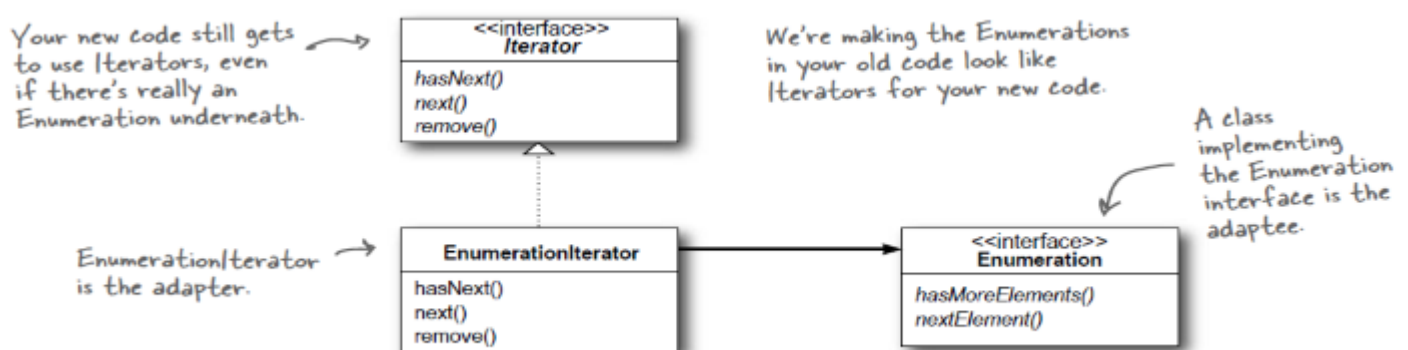 Your new code still gets
to use Iterators, even
if there's really an
Enumeration underneath.
<<interface>>
Iterator
hasNext()
next()
remove()
We're making the Enumerations
in your old code look like
Iterators for your new code.
A class
implementing
the Enumeration
interface is the
adaptee.
EnumerationIterator
is the adapter.
EnumerationIterator
hasNext()
next()
remove()
<<interface>>
Enumeration
hasMoreElements()
nextElement()